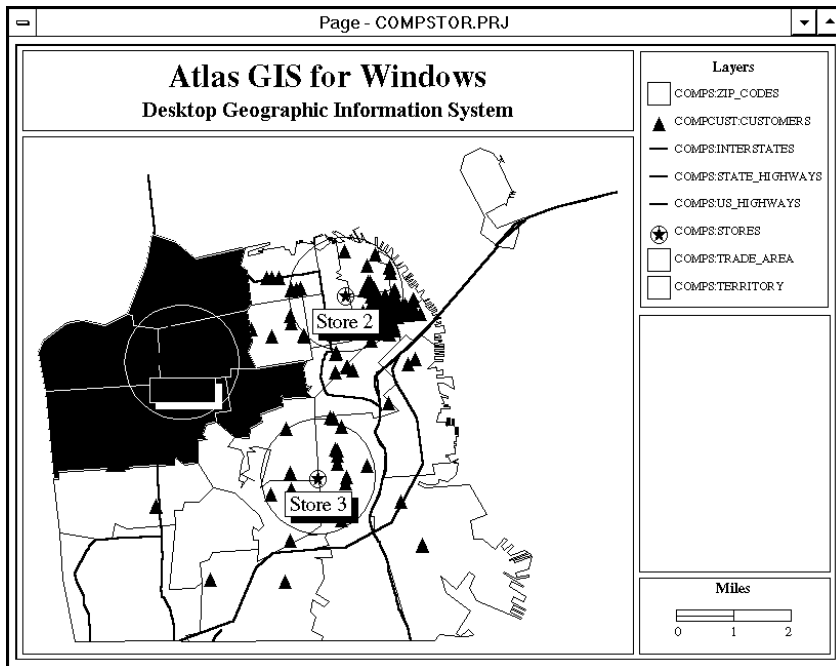 Page - COMPSTOR.PRJ
Atlas GIS for Windows
Desktop Geographic Information System
Layers
COMPS:ZIP_CODES
COMPCUST:CUSTOMERS
COMPS:INTERSTATES
COMPS:STATE_HIGHWAYS
COMPS:US_HIGHWAYS
COMPS:STORES
COMPS:TRADE_AREA
COMPS:TERRITORY
Store 2
Store 3
Miles
0 1 2